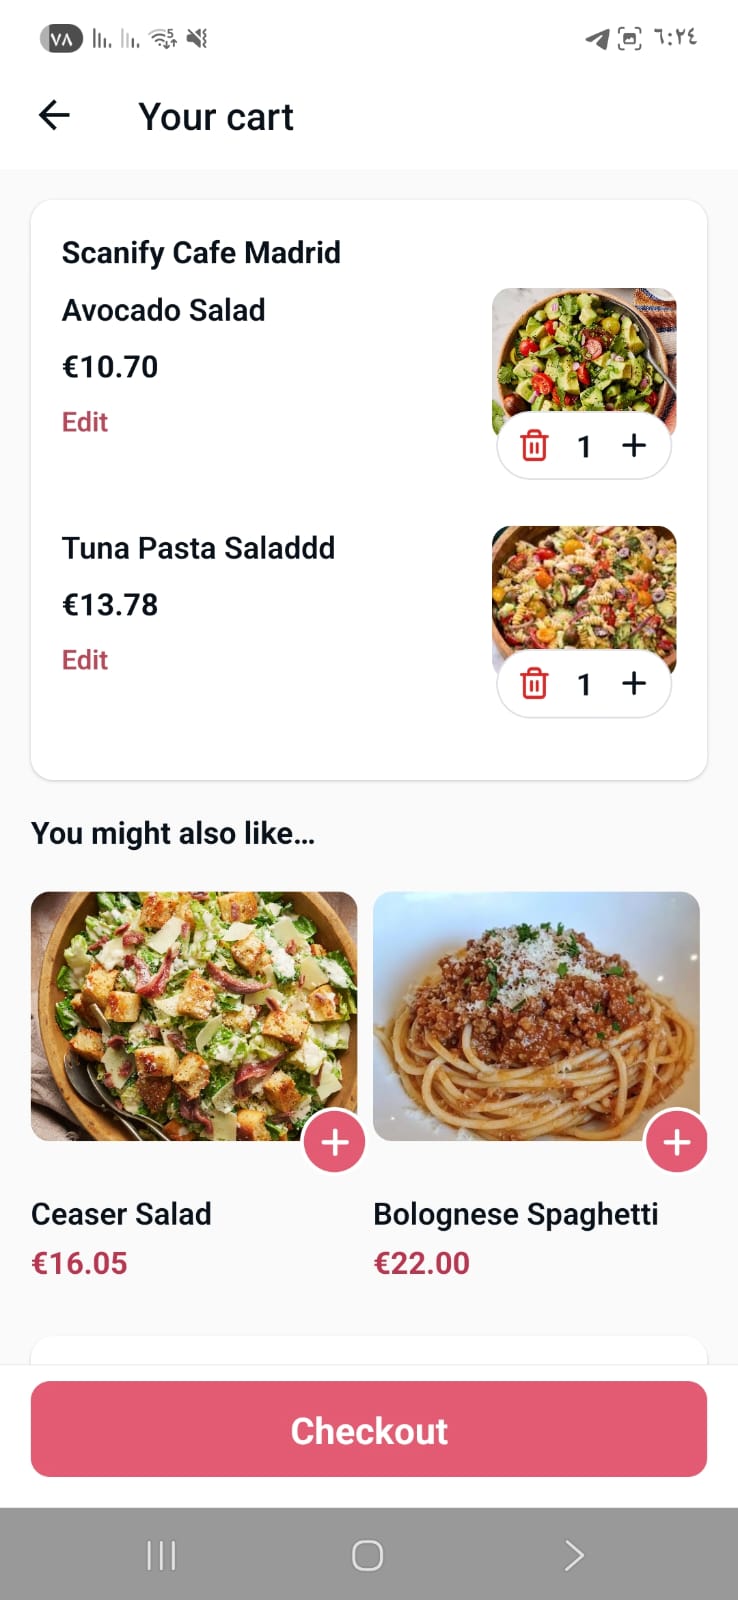 ٧٨
٦:٢٤
Your cart
Scanify Cafe Madrid
Avocado Salad
€10.70
Edit
1
Tuna Pasta Saladdd
€13.78
Edit
1
You might also like...
Ceaser Salad
€16.05
Bolognese Spaghetti
€22.00
Checkout